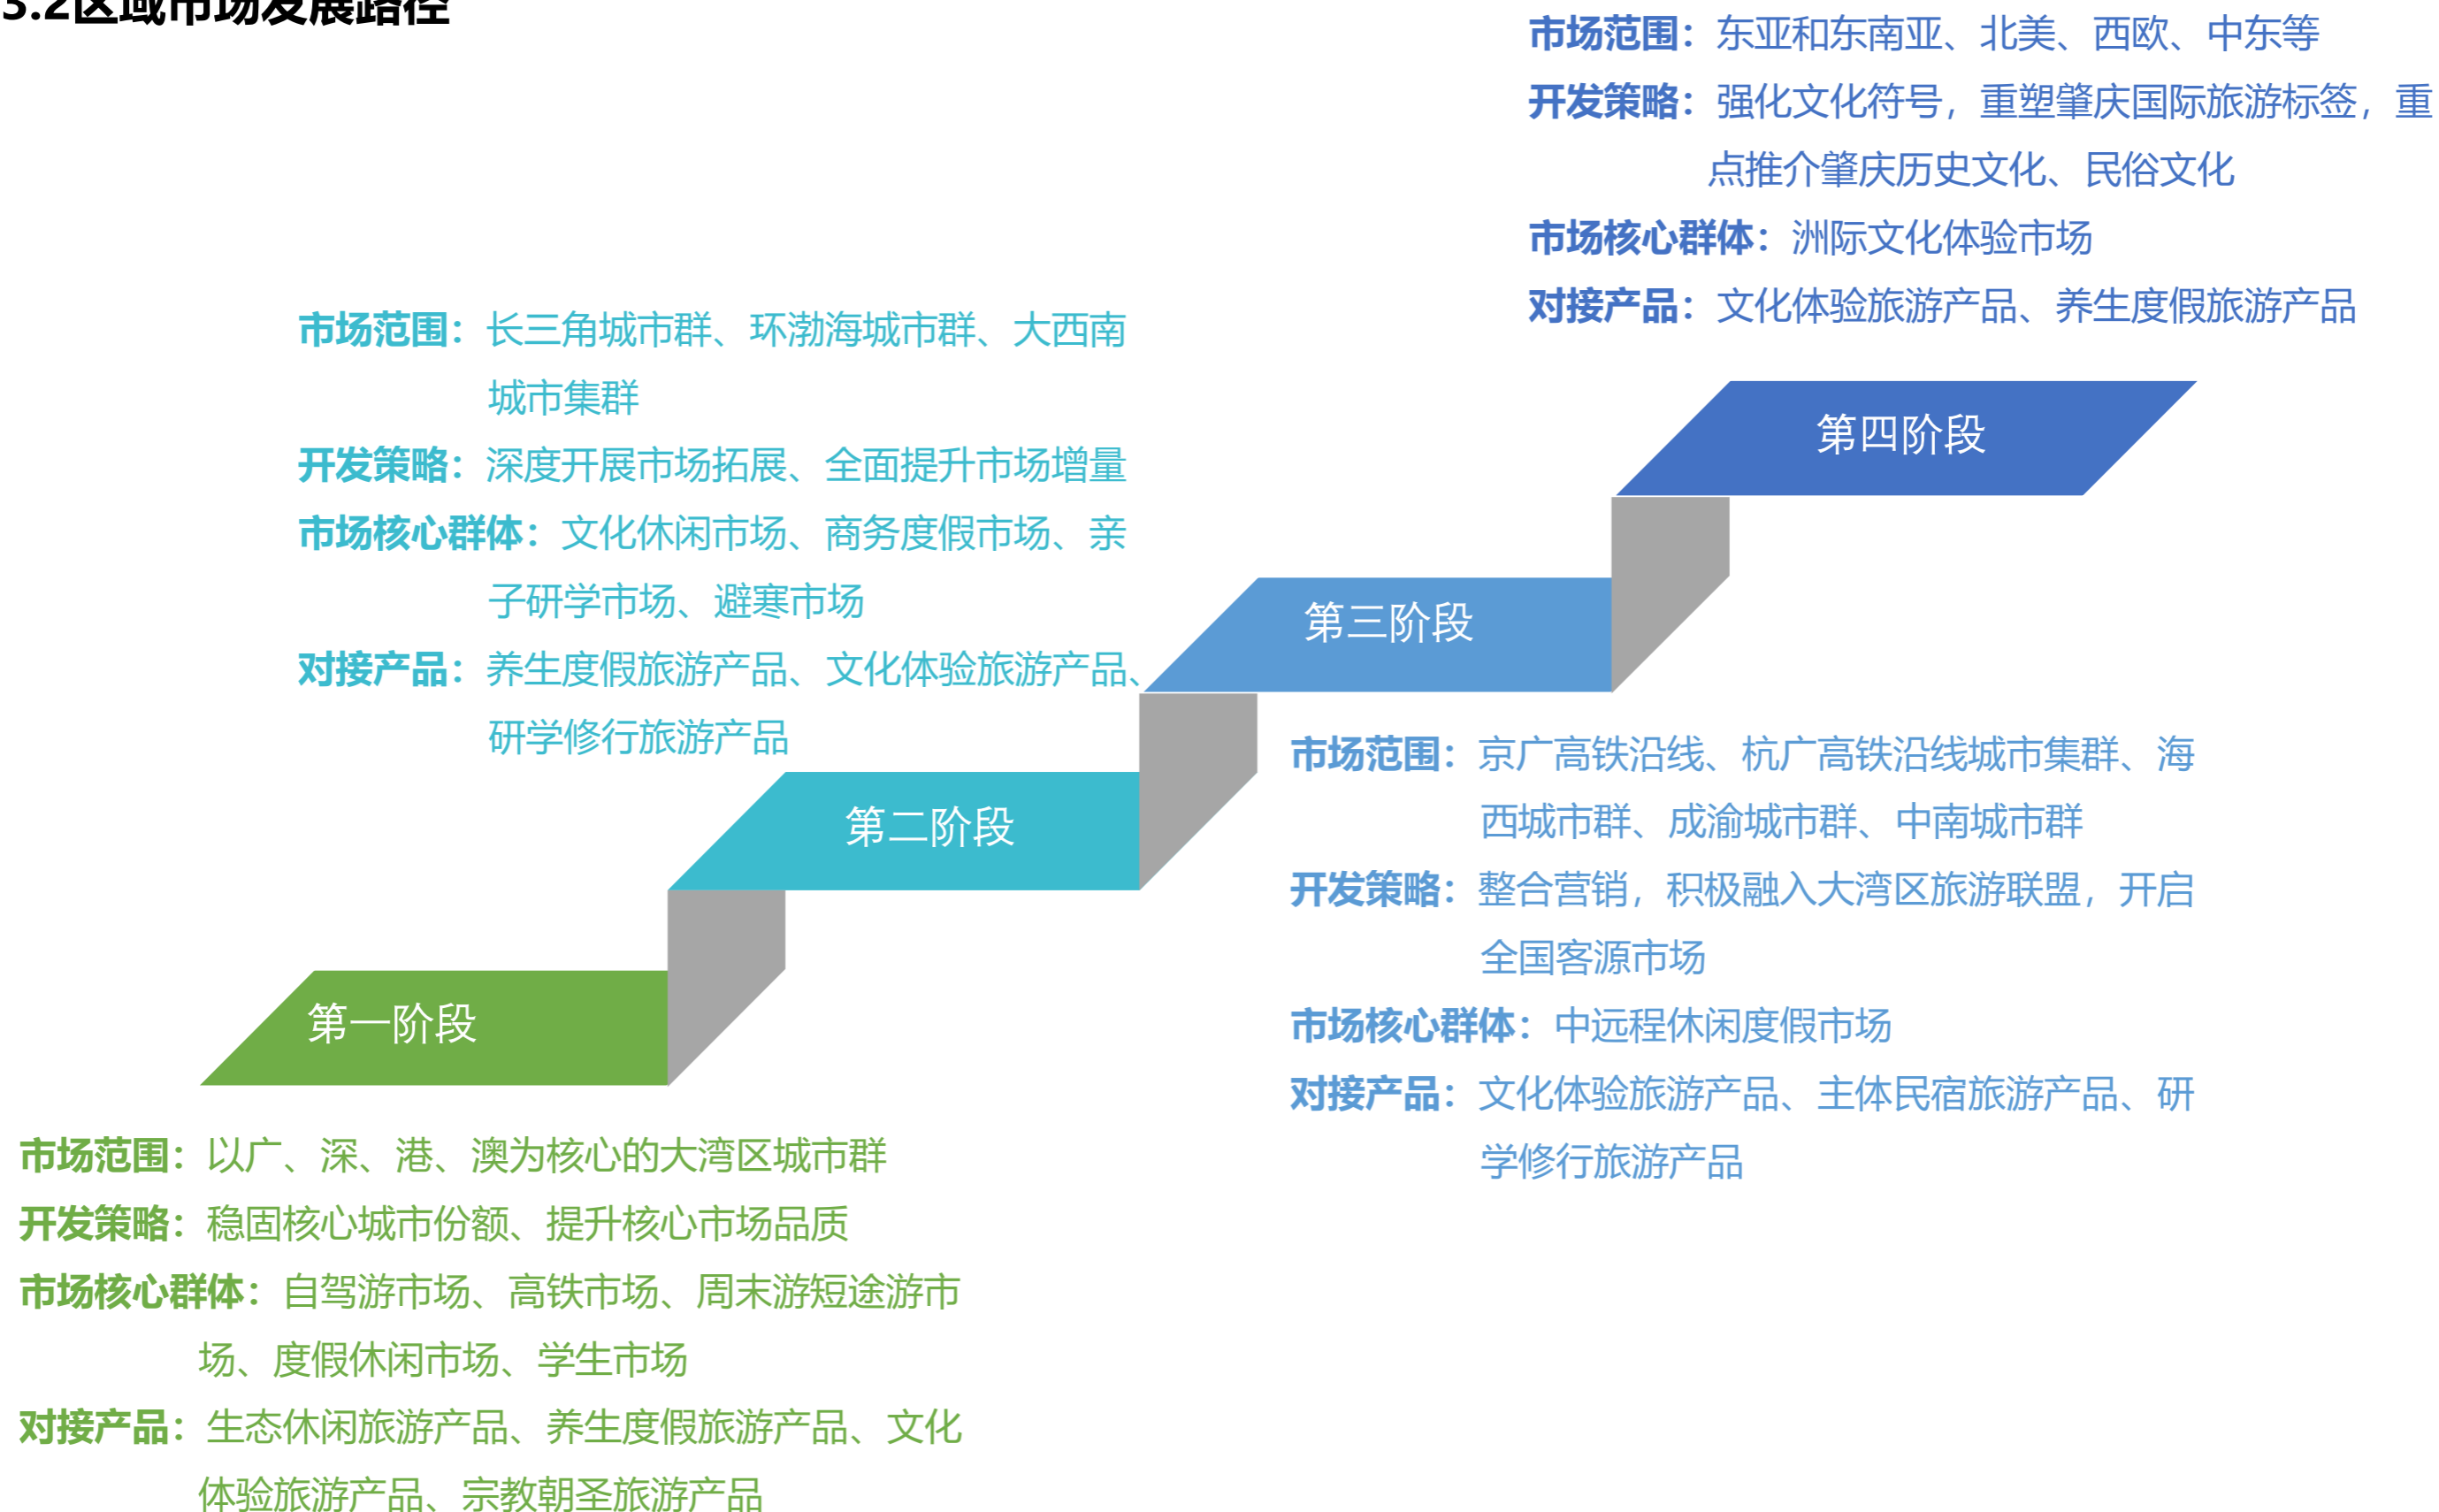 3.2区域市场发展路径
市场范围：东亚和东南亚、北美、西欧、中东等
开发策略：强化文化符号，重塑肇庆国际旅游标签，重
点推介肇庆历史文化、民俗文化
市场核心群体：洲际文化体验市场
对接产品：文化体验旅游产品、养生度假旅游产品
第四阶段
市场范围：长三角城市群、环渤海城市群、大西南
城市集群
开发策略：深度开展市场拓展、全面提升市场增量
市场核心群体：文化休闲市场、商务度假市场、亲
子研学市场、避寒市场
对接产品：养生度假旅游产品、文化体验旅游产品、
研学修行旅游产品
第三阶段
第二阶段
市场范围：京广高铁沿线、杭广高铁沿线城市集群、海
西城市群、成渝城市群、中南城市群
开发策略：整合营销，积极融入大湾区旅游联盟，开启
全国客源市场
市场核心群体：中远程休闲度假市场
对接产品：文化体验旅游产品、主体民宿旅游产品、研
学修行旅游产品
第一阶段
市场范围：以广、深、港、澳为核心的大湾区城市群
开发策略：稳固核心城市份额、提升核心市场品质
市场核心群体：自驾游市场、高铁市场、周末游短途游市
场、度假休闲市场、学生市场
对接产品：生态休闲旅游产品、养生度假旅游产品、文化
体验旅游产品、宗教朝圣旅游产品